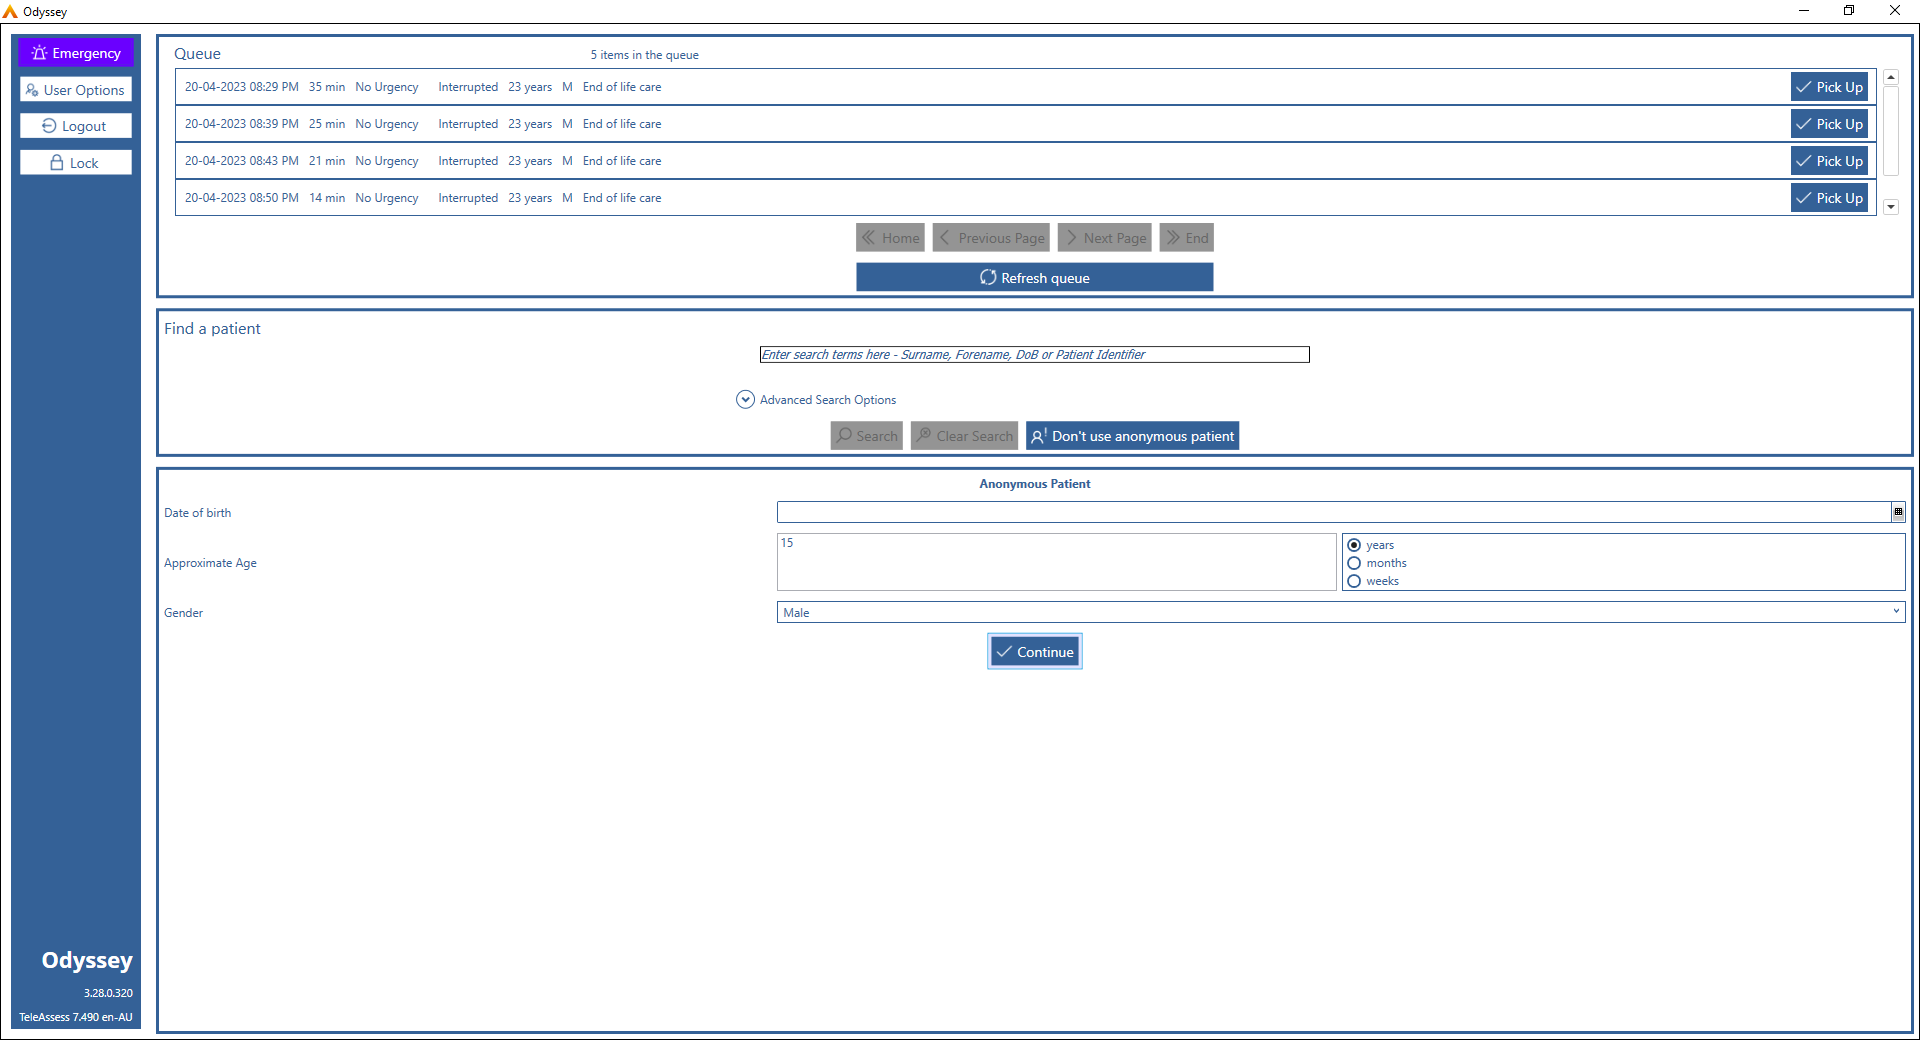 Odyssey
Emergency
User Options
Logout
Lock
Queue
5 items in the queue
20-04-2023 08:29 PM 35 min No Urgency Interrupted 23 years M End of life care Pick Up
20-04-2023 08:39 PM 25 min No Urgency Interrupted 23 years M End of life care Pick Up
20-04-2023 08:43 PM 21 min No Urgency Interrupted 23 years M End of life care Pick Up
20-04-2023 08:50 PM 14 min No Urgency Interrupted 23 years M End of life care Pick Up
Home Previous Page Next Page End
Refresh queue
Find a patient
Enter search terms here - Surname, Forename, DoB or Patient Identifier
Advanced Search Options
Search Clear Search Don't use anonymous patient
Anonymous Patient
Date of birth
Approximate Age
15
years
months
weeks
Gender
Male
Continue
Odyssey
3.28.0.320
TeleAssess 7.490 en-AU